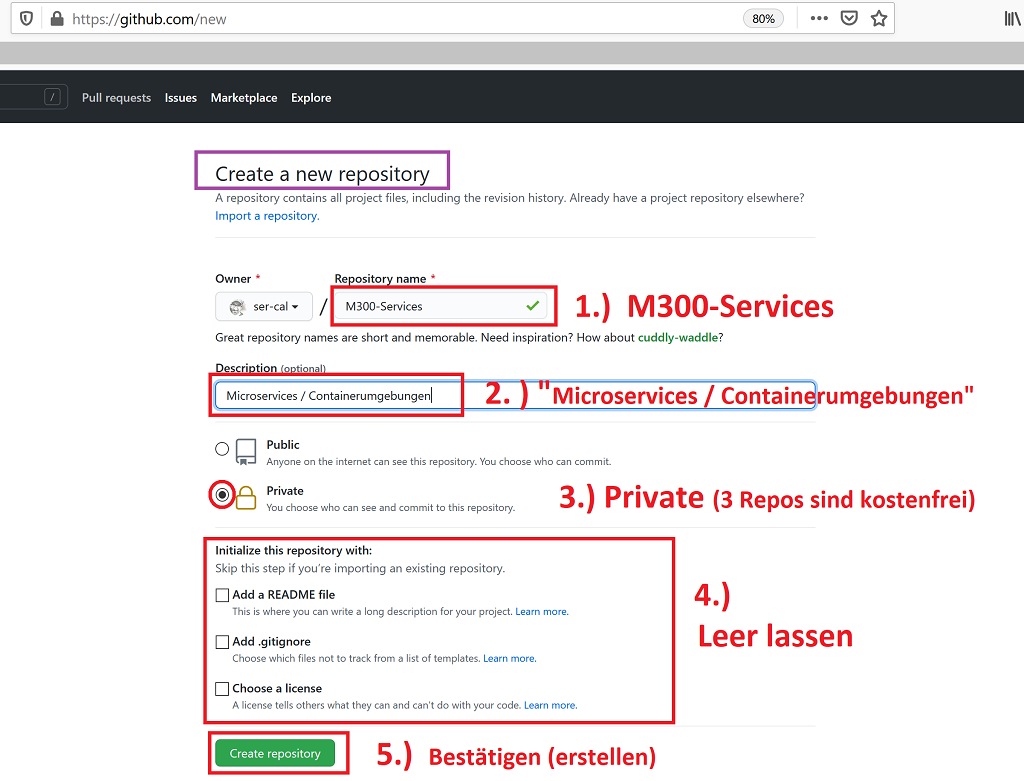 https://github.com/new
80%
/
Pull requests Issues Marketplace Explore
Create a new repository
A repository contains all project files, including the revision history. Already have a project repository elsewhere?
Import a repository.
Owner * Repository name *
ser-cal / M300-Services 1.) M300-Services
Great repository names are short and memorable. Need inspiration? How about cuddly-waddle?
Description (optional)
Microservices / Containerumgebungen 2. ) "Microservices / Containerumgebungen"
Public
Anyone on the internet can see this repository. You choose who can commit.
Private
You choose who can see and commit to this repository.
3.) Private (3 Repos sind kostenfrei)
Initialize this repository with:
Skip this step if you're importing an existing repository.
Add a README file
This is where you can write a long description for your project. Learn more.
Add .gitignore
Choose which files not to track from a list of templates. Learn more.
Choose a license
A license tells others what they can and can't do with your code. Learn more.
4.)
Leer lassen
Create repository 5.) Bestätigen (erstellen)